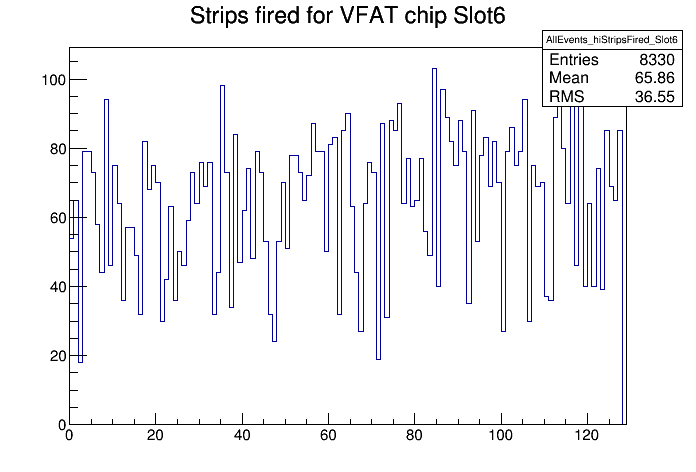 Strips fired for VFAT chip Slot6
AllEvents_hiStripsFired_Slot6
Entries 8330
Mean 65.86
RMS 36.55
100
80
60
40
20
0
0 20 40 60 80 100 120